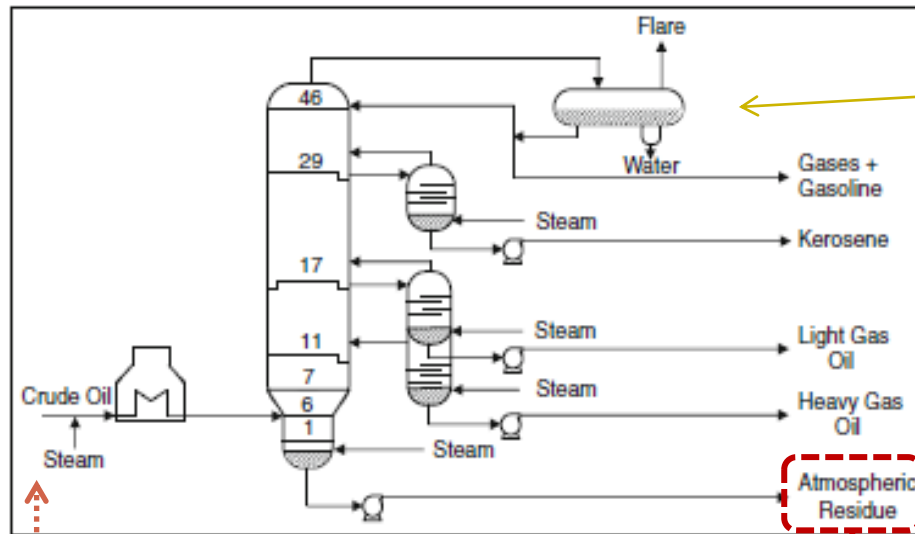 Flare
46
29
Water
Gases +
Gasoline
Steam
Kerosene
17
Steam
Light Gas
Oil
11
7
Steam
Crude Oil
6
Heavy Gas
Oil
1
Steam
Steam
Atmospheric
Residue